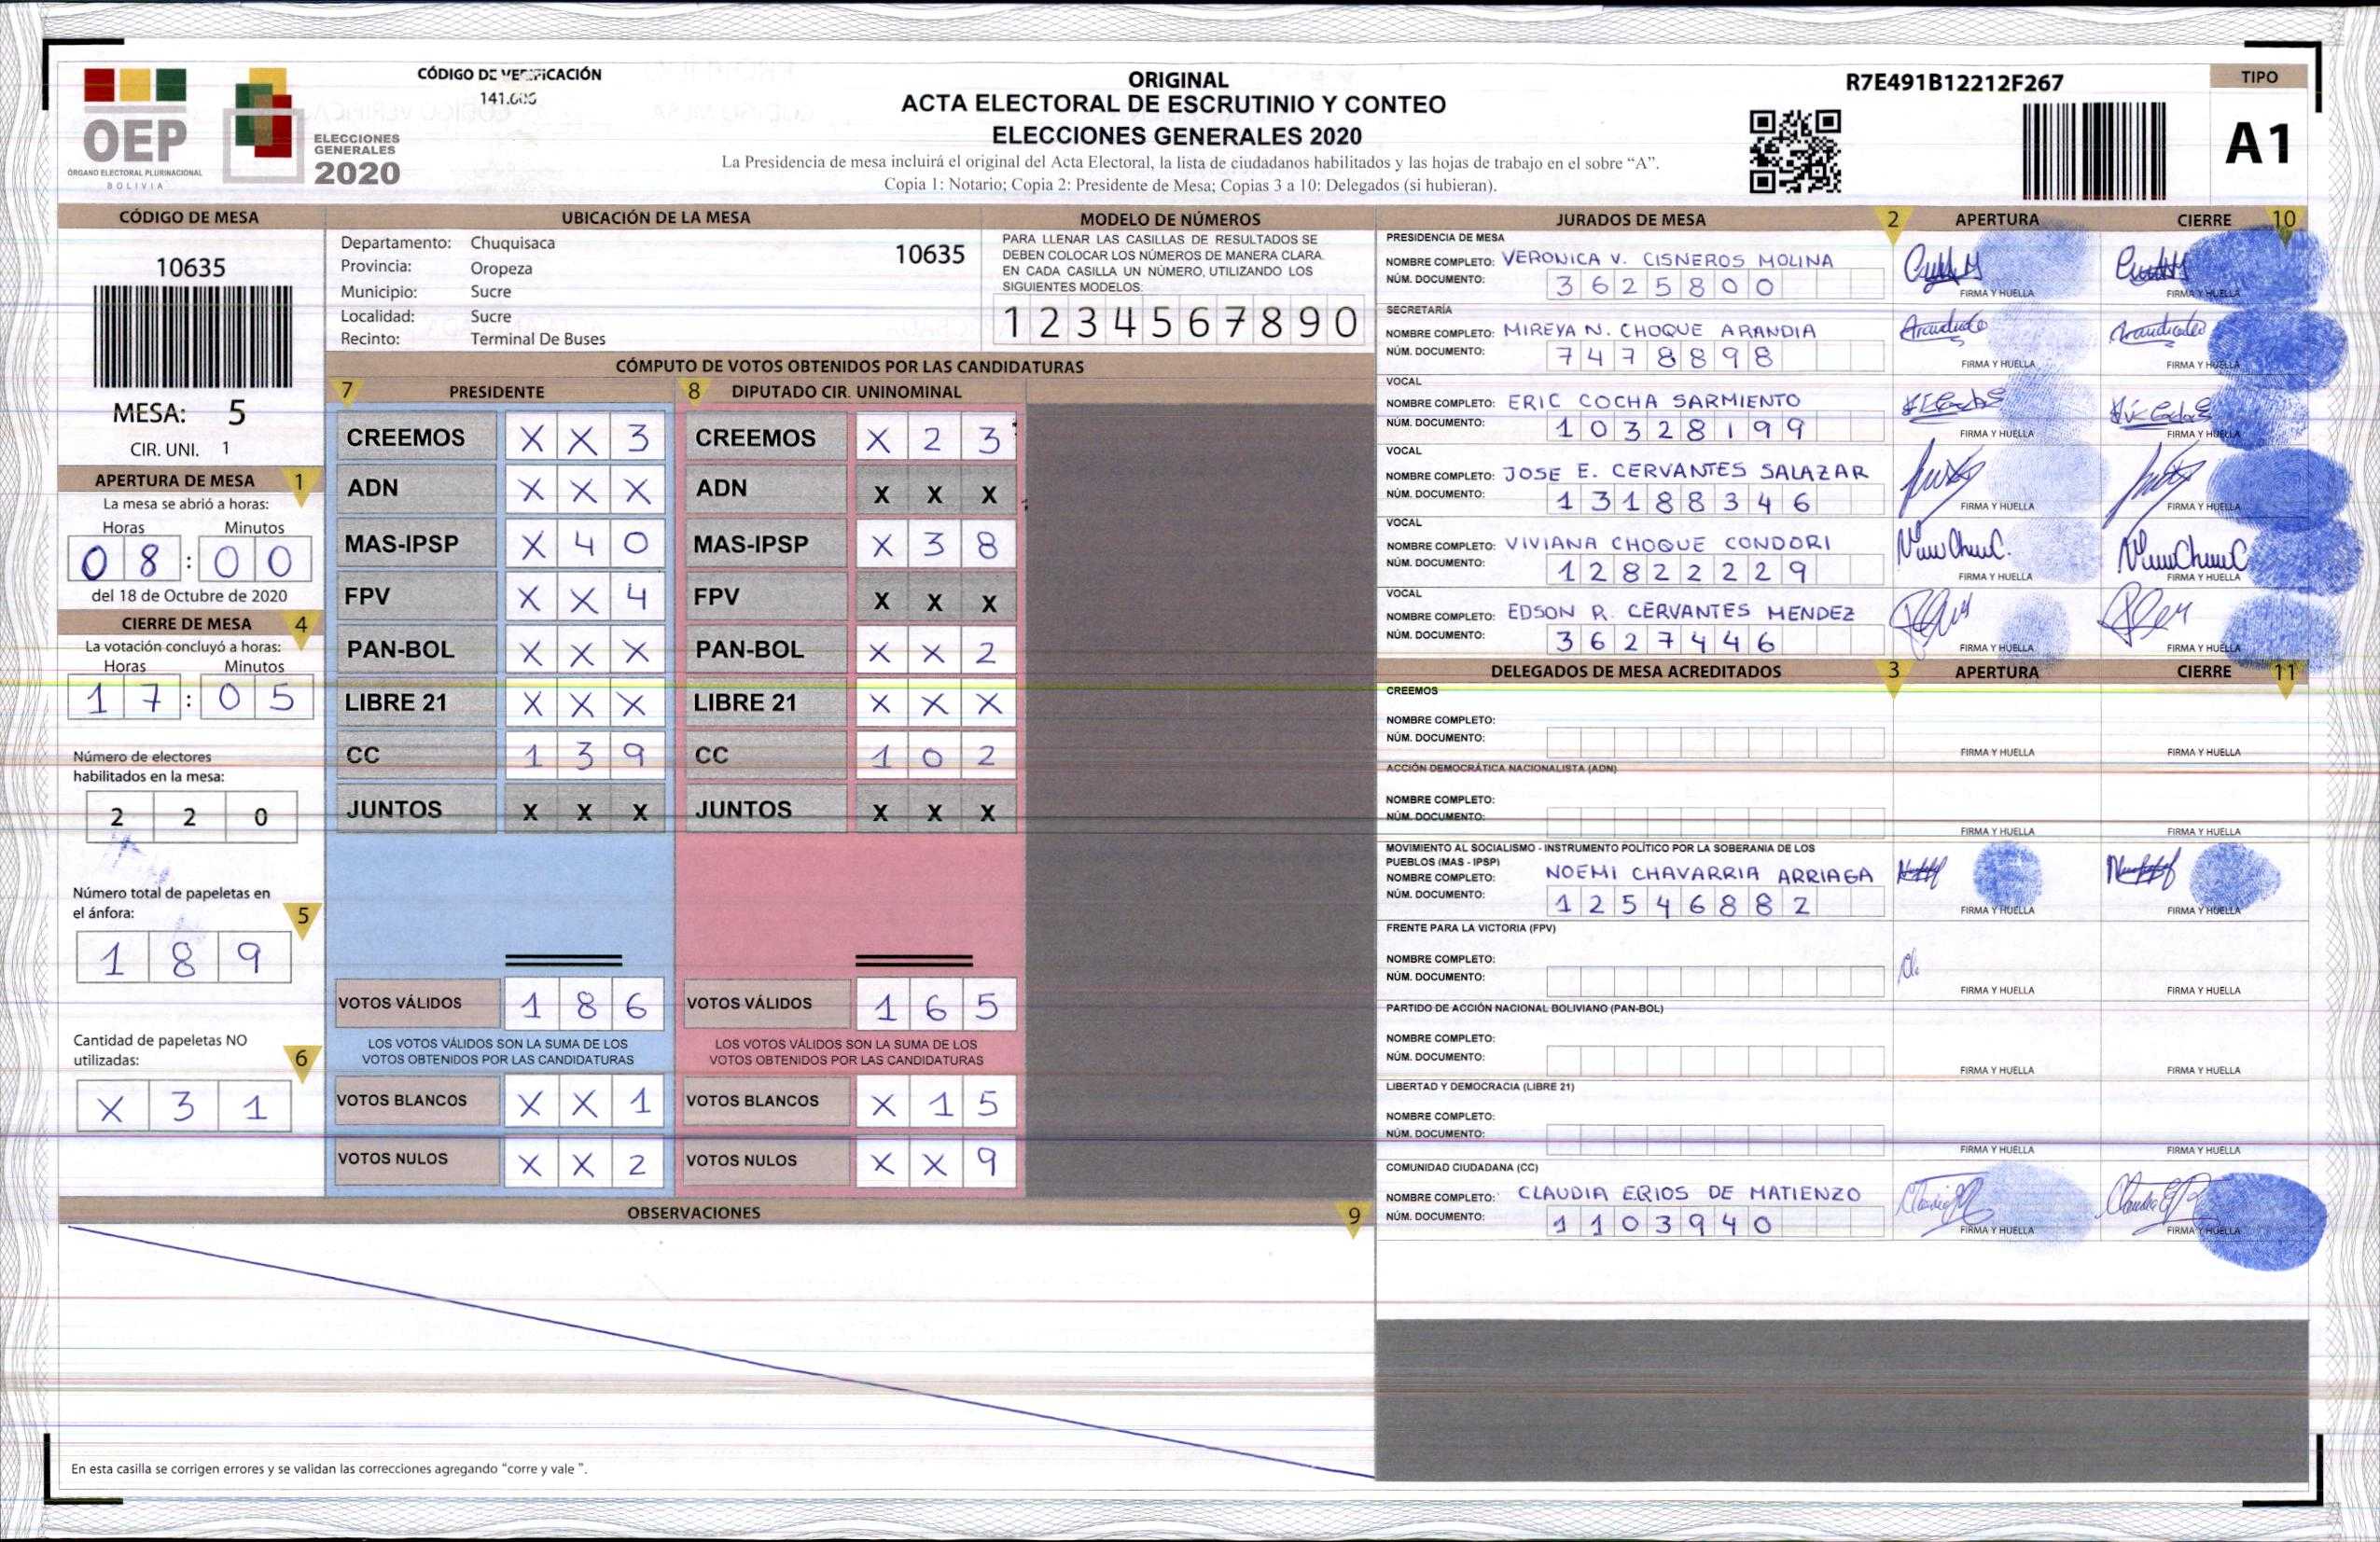 CÓDIGO DE VERIFICACIÓN
OEP
ÓRGANO ELECTORAL PLURINACIONAL
BOLIVIA
ELECCIONES
GENERALES
2020
ORIGINAL
ACTA ELECTORAL DE ESCRUTINIO Y CONTEO
ELECCIONES GENERALES 2020
La Presidencia de mesa incluirá el original del Acta Electoral, la lista de ciudadanos habilitados y las hojas de trabajo en el sobre “A”.
Copia 1: Notario; Copia 2: Presidente de Mesa; Copias 3 a 10: Delegados (si hubieran).
R7E491B12212F267
TIPO
A1
CÓDIGO DE MESA
10635
MESA: 5
CIR. UNI. 1
APERTURA DE MESA 1
La mesa se abrió a horas:
Horas Minutos
08:00
del 18 de Octubre de 2020
CIERRE DE MESA 4
La votación concluyó a horas:
Horas Minutos
17:05
Número de electores
habilitados en la mesa:
2 2 0
Número total de papeletas en
el ánfora: 5
1 8 9
Cantidad de papeletas NO
utilizadas: 6
X 3 1
UBICACIÓN DE LA MESA
Departamento: Chuquisaca 10635
Provincia: Oropeza
Municipio: Sucre
Localidad: Sucre
Recinto: Terminal De Buses
MODELO DE NÚMEROS
PARA LLENAR LAS CASILLAS DE RESULTADOS SE
DEBEN COLOCAR LOS NÚMEROS DE MANERA CLARA.
EN CADA CASILLA UN NÚMERO, UTILIZANDO LOS
SIGUIENTES MODELOS:
1 2 3 4 5 6 7 8 9 0
CÓMPUTO DE VOTOS OBTENIDOS POR LAS CANDIDATURAS
7 PRESIDENTE 8 DIPUTADO CIR. UNINOMINAL
CREEMOS X X 3 CREEMOS X 2 3
ADN X X X ADN X X X
MAS-IPSP X 4 0 MAS-IPSP X 3 8
FPV X X 4 FPV X X X
PAN-BOL X X X PAN-BOL X X 2
LIBRE 21 X X X LIBRE 21 X X X
CC 1 3 9 CC 1 0 2
JUNTOS X X X JUNTOS X X X
VOTOS VÁLIDOS 1 8 6 VOTOS VÁLIDOS 1 6 5
LOS VOTOS VÁLIDOS SON LA SUMA DE LOS LOS VOTOS VÁLIDOS SON LA SUMA DE LOS
VOTOS OBTENIDOS POR LAS CANDIDATURAS VOTOS OBTENIDOS POR LAS CANDIDATURAS
VOTOS BLANCOS X X 1 VOTOS BLANCOS X 1 5
VOTOS NULOS X X 2 VOTOS NULOS X X 9
OBSERVACIONES 9
En esta casilla se corrigen errores y se validan las correcciones agregando “corre y vale ”.
JURADOS DE MESA 2 APERTURA CIERRE 10
PRESIDENCIA DE MESA
NOMBRE COMPLETO: VERONICA V. CISNEROS MOLINA
NÚM. DOCUMENTO: 3625800
FIRMA Y HUELLA FIRMA Y HUELLA
SECRETARÍA
NOMBRE COMPLETO: MIREYA N. CHOQUE ARANDIA
NÚM. DOCUMENTO: 7478898
FIRMA Y HUELLA FIRMA Y HUELLA
VOCAL
NOMBRE COMPLETO: ERIC COCHA SARMIENTO
NÚM. DOCUMENTO: 10328199
FIRMA Y HUELLA FIRMA Y HUELLA
VOCAL
NOMBRE COMPLETO: JOSE E. CERVANTES SALAZAR
NÚM. DOCUMENTO: 13188346
FIRMA Y HUELLA FIRMA Y HUELLA
VOCAL
NOMBRE COMPLETO: VIVIANA CHOQUE CONDORI
NÚM. DOCUMENTO: 12822229
FIRMA Y HUELLA FIRMA Y HUELLA
VOCAL
NOMBRE COMPLETO: EDSON R. CERVANTES MENDEZ
NÚM. DOCUMENTO: 3627446
FIRMA Y HUELLA FIRMA Y HUELLA
DELEGADOS DE MESA ACREDITADOS 3 APERTURA CIERRE 11
CREEMOS
NOMBRE COMPLETO:
NÚM. DOCUMENTO:
FIRMA Y HUELLA FIRMA Y HUELLA
ACCIÓN DEMOCRÁTICA NACIONALISTA (ADN)
NOMBRE COMPLETO:
NÚM. DOCUMENTO:
FIRMA Y HUELLA FIRMA Y HUELLA
MOVIMIENTO AL SOCIALISMO - INSTRUMENTO POLÍTICO POR LA SOBERANIA DE LOS
PUEBLOS (MAS - IPSP)
NOMBRE COMPLETO: NOEMI CHAVARRIA ARRIAGA
NÚM. DOCUMENTO: 12546882
FIRMA Y HUELLA FIRMA Y HUELLA
FRENTE PARA LA VICTORIA (FPV)
NOMBRE COMPLETO:
NÚM. DOCUMENTO:
FIRMA Y HUELLA FIRMA Y HUELLA
PARTIDO DE ACCIÓN NACIONAL BOLIVIANO (PAN-BOL)
NOMBRE COMPLETO:
NÚM. DOCUMENTO:
FIRMA Y HUELLA FIRMA Y HUELLA
LIBERTAD Y DEMOCRACIA (LIBRE 21)
NOMBRE COMPLETO:
NÚM. DOCUMENTO:
FIRMA Y HUELLA FIRMA Y HUELLA
COMUNIDAD CIUDADANA (CC)
NOMBRE COMPLETO: CLAUDIA ERIOS DE MATIENZO
NÚM. DOCUMENTO: 1103940
FIRMA Y HUELLA FIRMA Y HUELLA